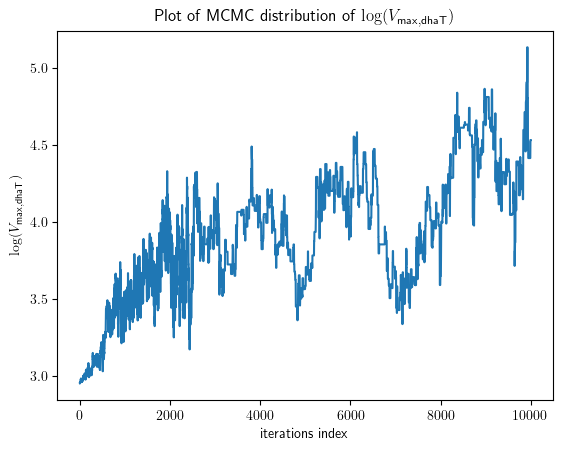 Plot of MCMC distribution of log(V_max,dhaT)
log(V_max,dhaT)
5.0
4.5
4.0
3.5
3.0
0 2000 4000 6000 8000 10000
iterations index